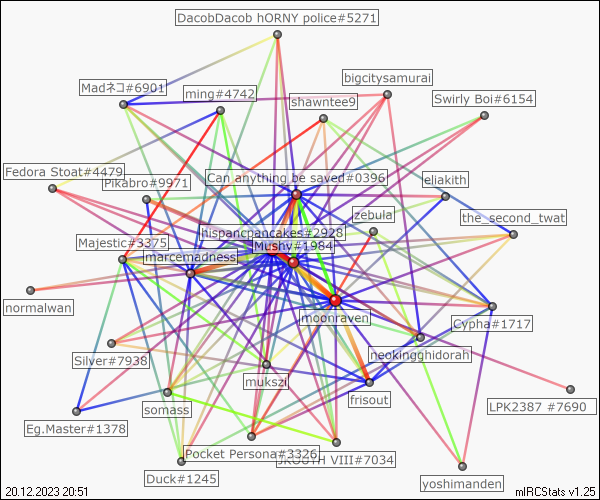 DacobDacob hORNY police#5271
bigcitysamurai
Madネコ#6901
ming#4742
shawntee9
Swirly Boi#6154
Fedora Stoat#4479
Can anything be saved#0396
Pikabro#9971
eliakith
zebula
the_second_twat
hispancpancakes#2928
Majestic#3375
Mushy#1984
marcemadness
normalwan
moonraven
Cypha#1717
Silver#7938
neokingghidorah
mukszi
frisout
somass
LPK2387 #7690
Eg.Master#1378
Pocket Persona#3326
VIII#7034
Duck#1245
yoshimanden
20.12.2023 20:51
mIRCStats v1.25